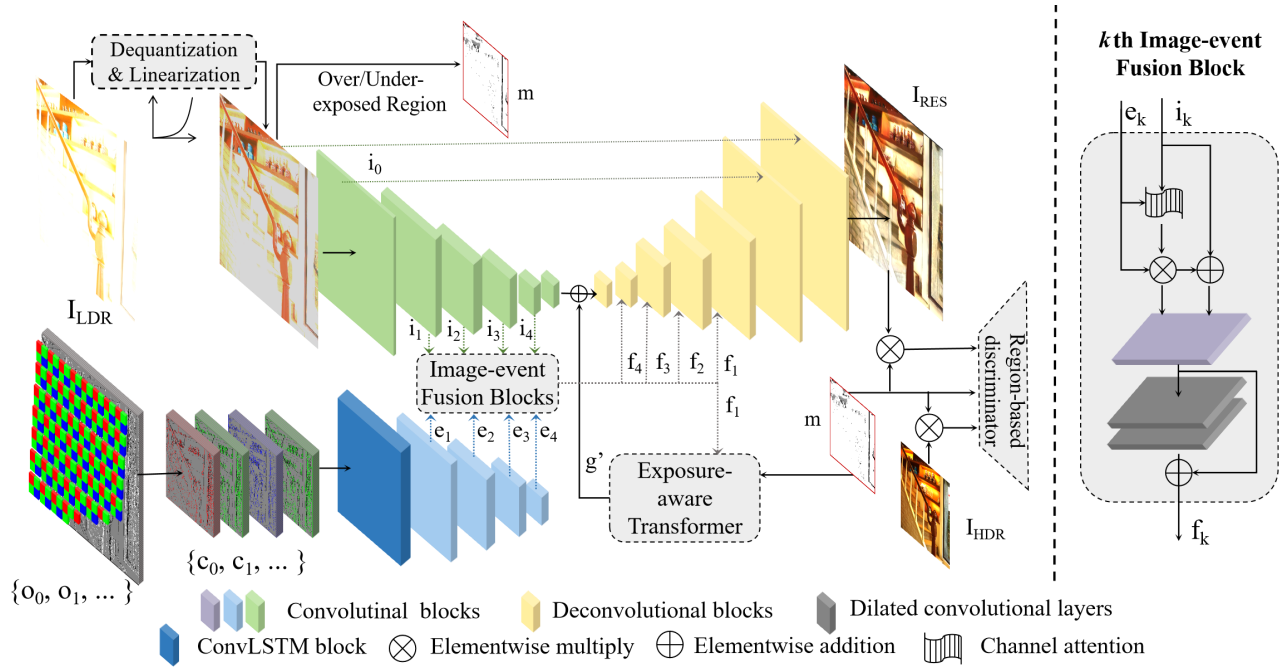 Dequantization
& Linearization
Over/Under-
exposed Region
m
I_RES
I_LDR
i_0
i_1 i_2 i_3 i_4
Image-event
Fusion Blocks
f_4 f_3 f_2 f_1
f_1
e_1 e_2 e_3 e_4
g’
Exposure-
aware
Transformer
m
Region-based
discriminator
I_HDR
{o_0, o_1, ... }
{c_0, c_1, ... }
kth Image-event
Fusion Block
e_k i_k
f_k
Convolutinal blocks
Deconvolutional blocks
Dilated convolutional layers
ConvLSTM block
Elementwise multiply
Elementwise addition
Channel attention